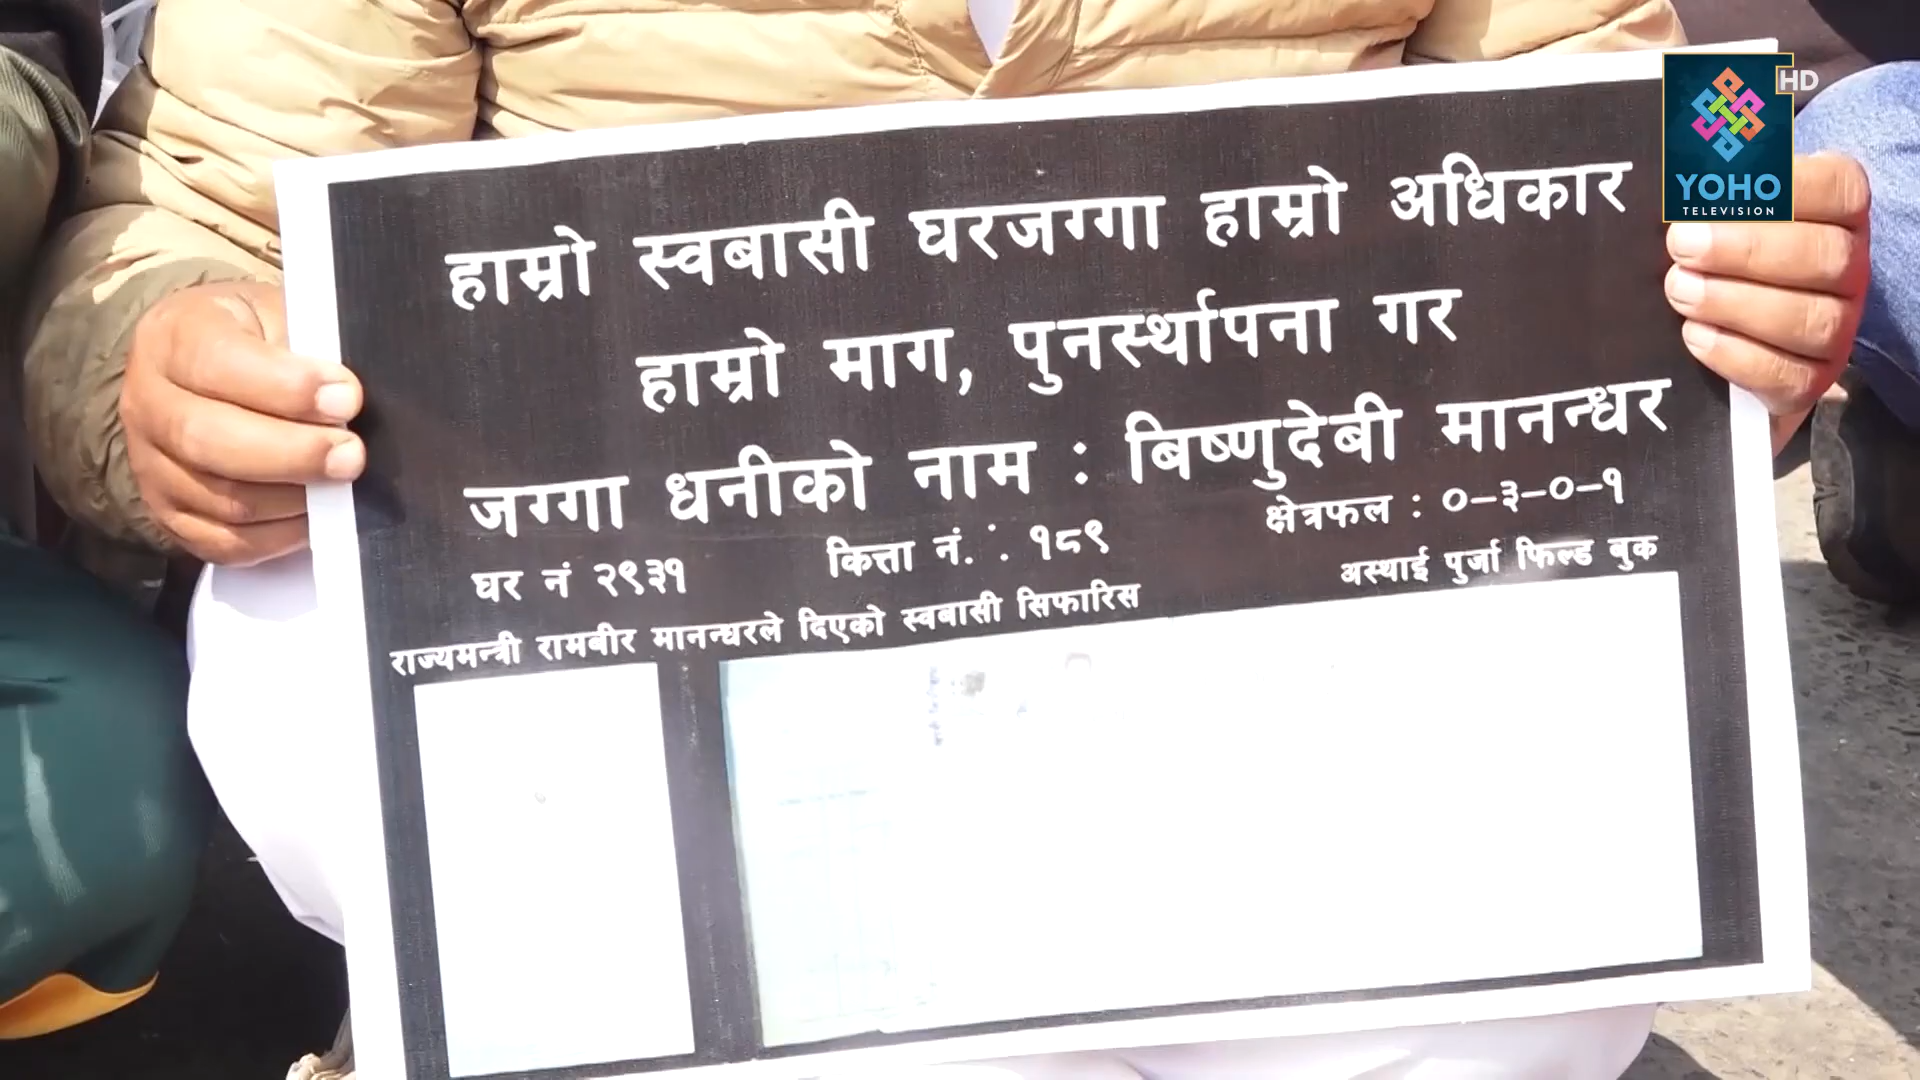 हाम्रो स्वबासी घरजग्गा हाम्रो अधिकार
हाम्रो माग, पुनर्स्थापना गर
जग्गा धनीको नाम : बिष्णुदेबी मानन्धर
घर नं २९३१ कित्ता नं. : १८९ क्षेत्रफल : ०-३-०-१
राज्यमन्त्री रामबीर मानन्धरले दिएको स्वबासी सिफारिस
अस्थाई पुर्जा फिल्ड बुक
HD
YOHO
TELEVISION